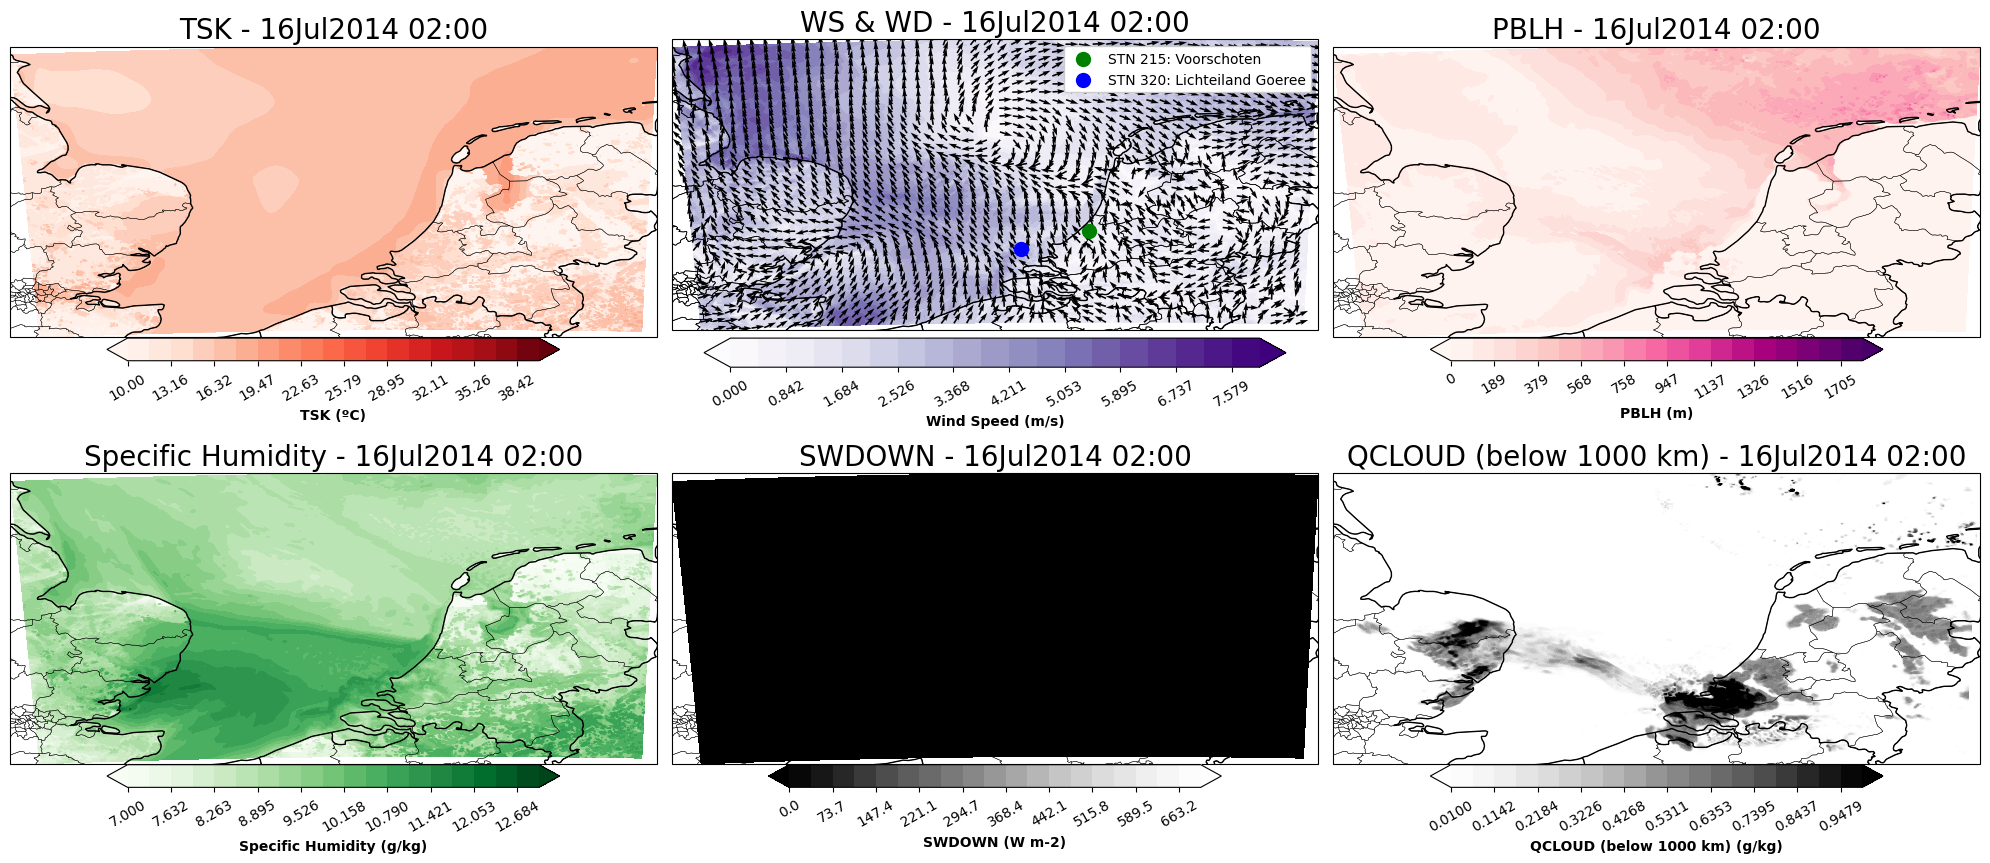 TSK - 16Jul2014 02:00
WS & WD - 16Jul2014 02:00
PBLH - 16Jul2014 02:00
STN 215: Voorschoten
STN 320: Lichteiland Goeree
10.00 13.16 16.32 19.47 22.63 25.79 28.95 32.11 35.26 38.42
TSK (ºC)
0.000 0.842 1.684 2.526 3.368 4.211 5.053 5.895 6.737 7.579
Wind Speed (m/s)
0 189 379 568 758 947 1137 1326 1516 1705
PBLH (m)
Specific Humidity - 16Jul2014 02:00
SWDOWN - 16Jul2014 02:00
QCLOUD (below 1000 km) - 16Jul2014 02:00
7.000 7.632 8.263 8.895 9.526 10.158 10.790 11.421 12.053 12.684
Specific Humidity (g/kg)
0.0 73.7 147.4 221.1 294.7 368.4 442.1 515.8 589.5 663.2
SWDOWN (W m-2)
0.0100 0.1142 0.2184 0.3226 0.4268 0.5311 0.6353 0.7395 0.8437 0.9479
QCLOUD (below 1000 km) (g/kg)